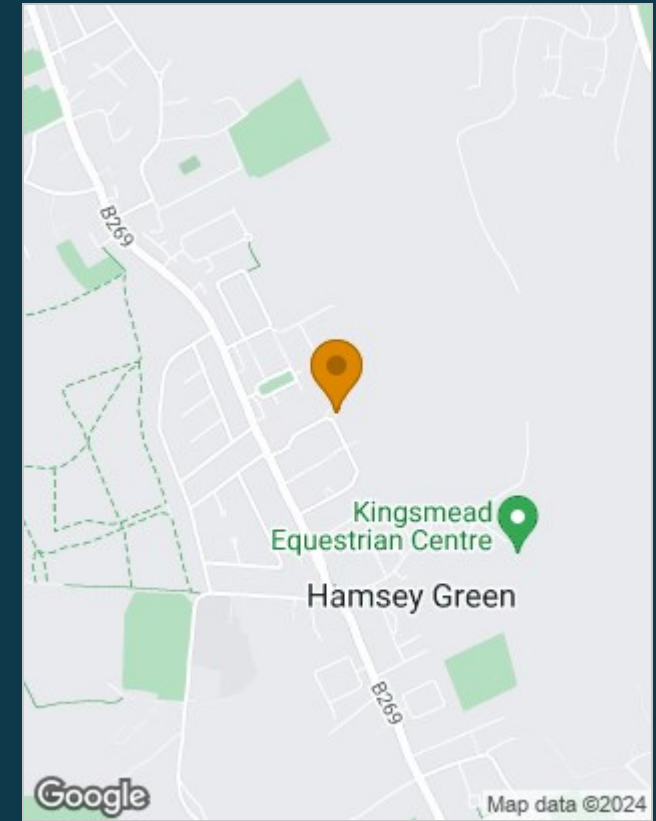 B269
Kingsmead
Equestrian Centre
Hamsey Green
B269
Google
Map data ©2024